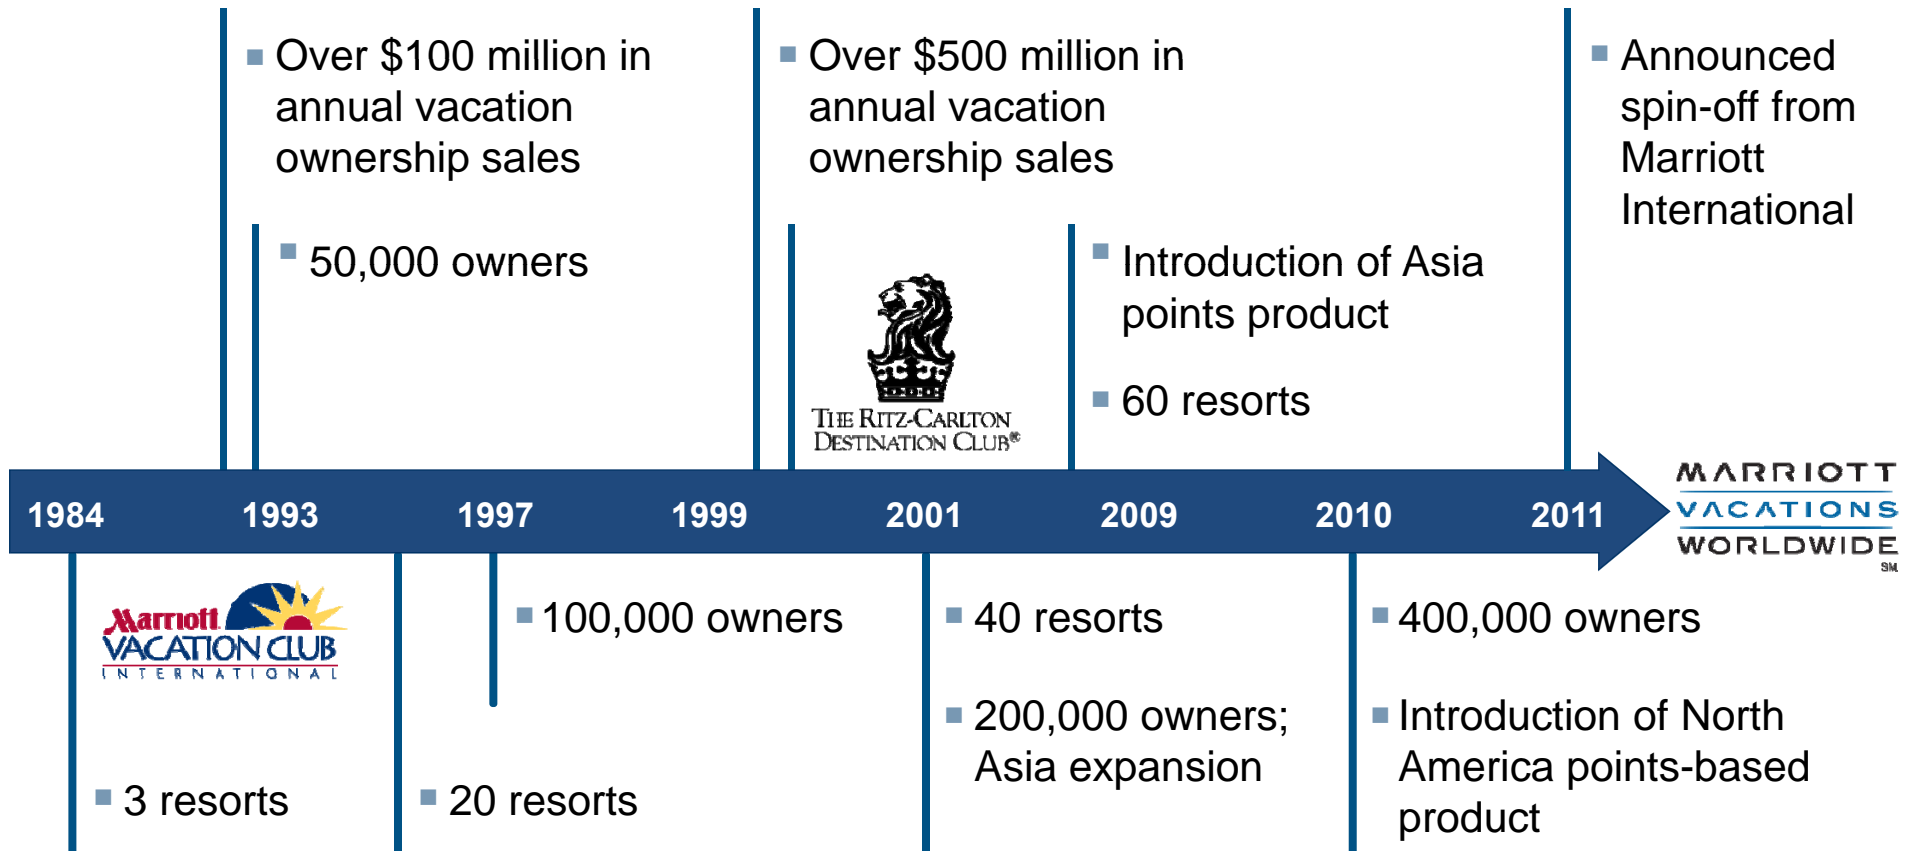 Over $100 million in
annual vacation
ownership sales
50,000 owners
Over $500 million in
annual vacation
ownership sales
THE RITZ-CARLTON
DESTINATION CLUB®
Introduction of Asia
points product
60 resorts
Announced
spin-off from
Marriott
International
1984 1993 1997 1999 2001 2009 2010 2011
MARRIOTT
VACATIONS
WORLDWIDE
SM
Marriott
VACATION CLUB
INTERNATIONAL
3 resorts
20 resorts
100,000 owners
40 resorts
200,000 owners;
Asia expansion
400,000 owners
Introduction of North
America points-based
product